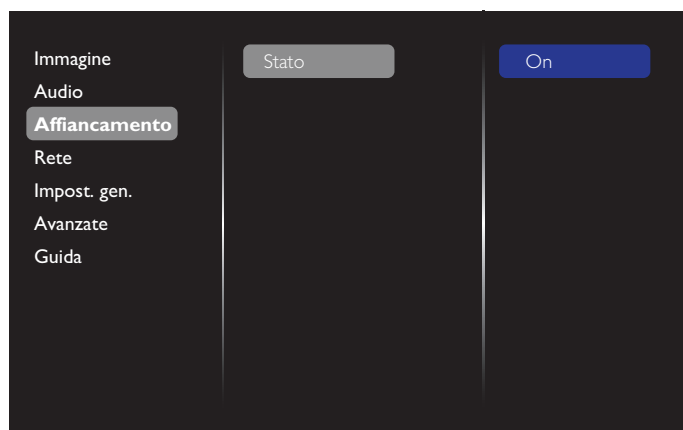 Immagine
Audio
Affiancamento
Rete
Impost. gen.
Avanzate
Guida
Stato
On